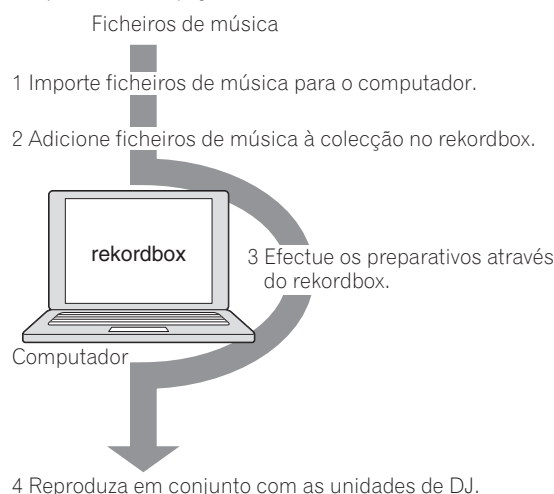 Ficheiros de música
1 Importe ficheiros de música para o computador.
2 Adicione ficheiros de música à colecção no rekordbox.
rekordbox
3 Efectue os preparativos através
do rekordbox.
Computador
4 Reproduza em conjunto com as unidades de DJ.